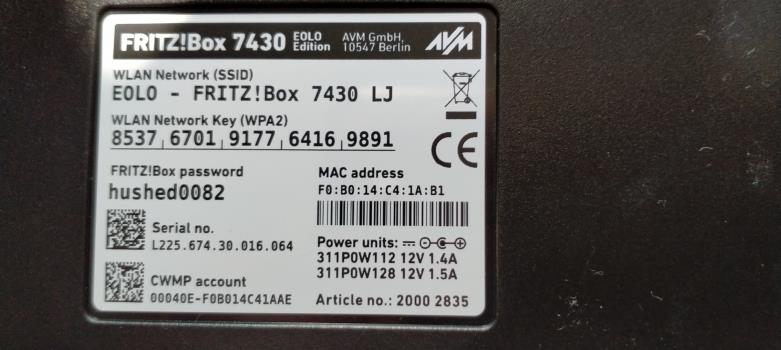 FRITZ!Box 7430 EOLO Edition AVM GmbH, 10547 Berlin AVM
WLAN Network (SSID)
EOLO - FRITZ!Box 7430 LJ
WLAN Network Key (WPA2)
8537 6701 9177 6416 9891
CE
FRITZ!Box password
hushed0082
MAC address
F0:B0:14:C4:1A:B1
Serial no.
L225.674.30.016.064
Power units:
311P0W112 12V 1.4A
311P0W128 12V 1.5A
CWMP account
00040E-F0B014C41AAE
Article no.: 2000 2835